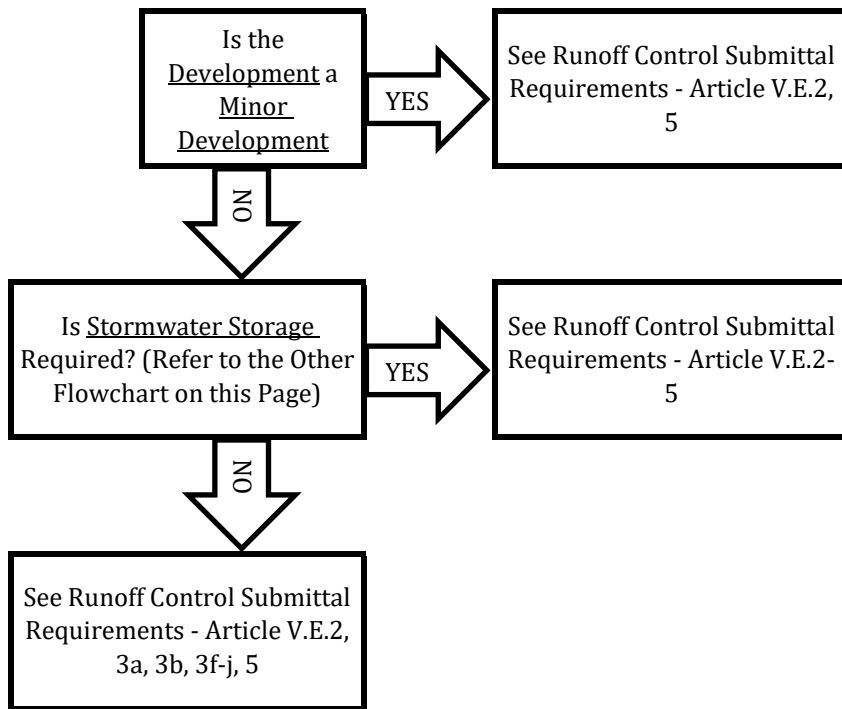 Is the
Development a
Minor
Development
YES
See Runoff Control Submittal
Requirements - Article V.E.2,
5
NO
Is Stormwater Storage
Required? (Refer to the Other
Flowchart on this Page)
YES
See Runoff Control Submittal
Requirements - Article V.E.2-
5
NO
See Runoff Control Submittal
Requirements - Article V.E.2,
3a, 3b, 3f-j, 5